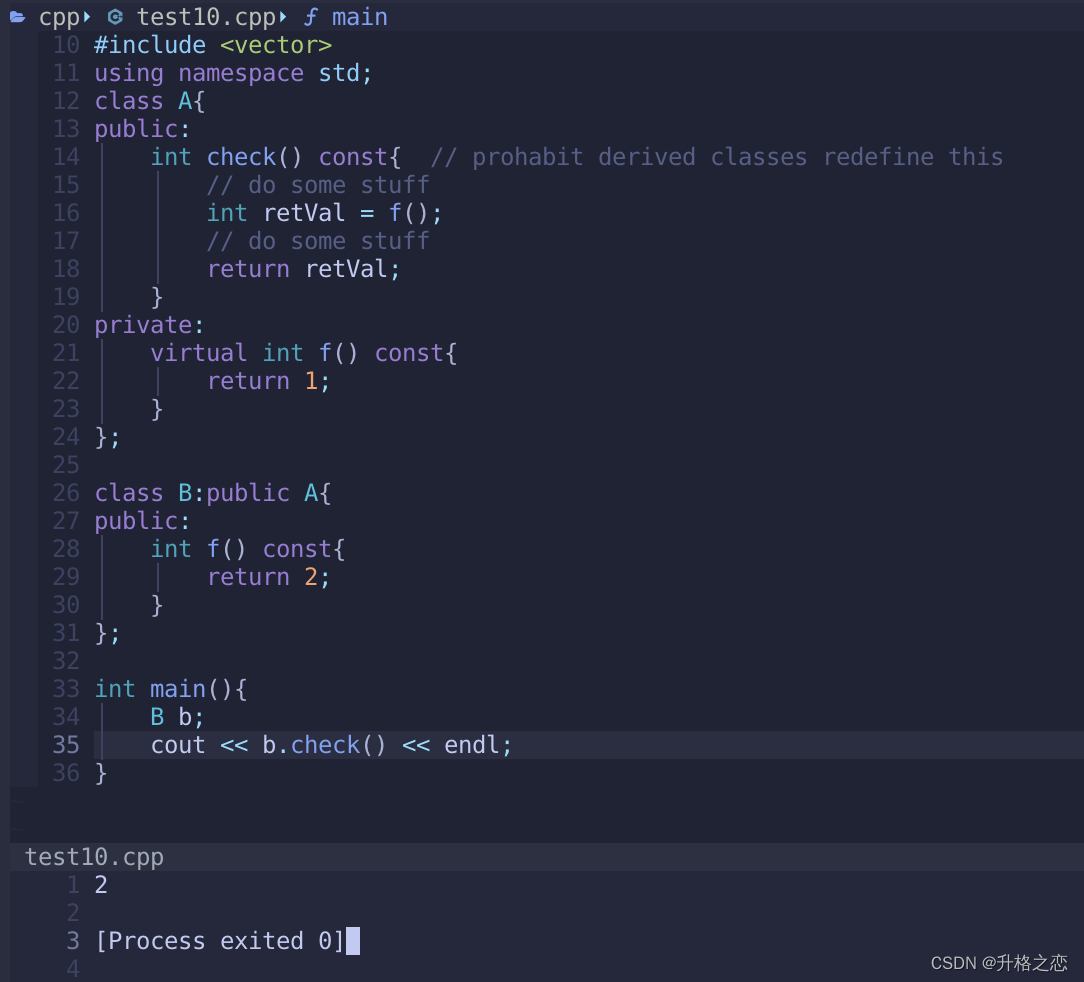 cpp test10.cpp ƒ main
10 #include <vector>
11 using namespace std;
12 class A{
13 public:
14     int check() const{  // prohabit derived classes redefine this
15         // do some stuff
16         int retVal = f();
17         // do some stuff
18         return retVal;
19     }
20 private:
21     virtual int f() const{
22         return 1;
23     }
24 };
25
26 class B:public A{
27 public:
28     int f() const{
29         return 2;
30     }
31 };
32
33 int main(){
34     B b;
35     cout << b.check() << endl;
36 }
~
~
test10.cpp
1 2
2
3 [Process exited 0]
4
CSDN @升格之恋